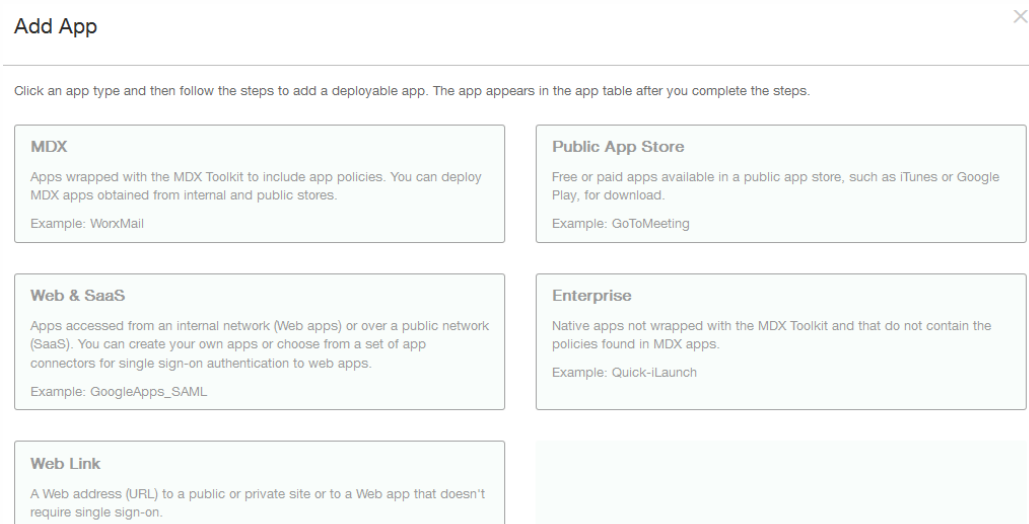 Add App
Click an app type and then follow the steps to add a deployable app. The app appears in the app table after you complete the steps.
MDX
Apps wrapped with the MDX Toolkit to include app policies. You can deploy
MDX apps obtained from internal and public stores.
Example: WorxMail
Public App Store
Free or paid apps available in a public app store, such as iTunes or Google
Play, for download.
Example: GoToMeeting
Web & SaaS
Apps accessed from an internal network (Web apps) or over a public network
(SaaS). You can create your own apps or choose from a set of app
connectors for single sign-on authentication to web apps.
Example: GoogleApps_SAML
Enterprise
Native apps not wrapped with the MDX Toolkit and that do not contain the
policies found in MDX apps.
Example: Quick-iLaunch
Web Link
A Web address (URL) to a public or private site or to a Web app that doesn't
require single sign-on.